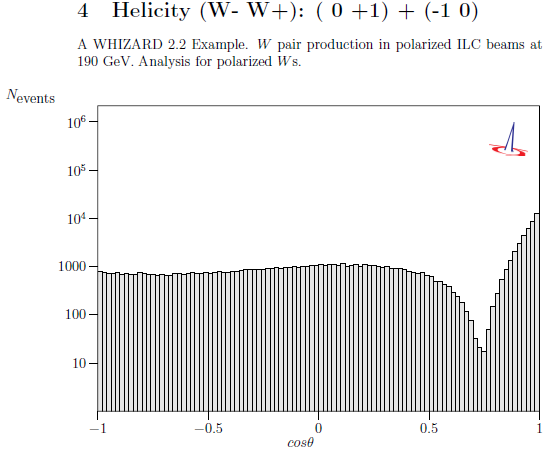 4 Helicity (W- W+): ( 0 +1) + (-1 0)
A WHIZARD 2.2 Example. W pair production in polarized ILC beams at
190 GeV. Analysis for polarized Ws.
Nevents
10⁶
10⁵
10⁴
1000
100
10
−1 −0.5 0 0.5 1
cosθ